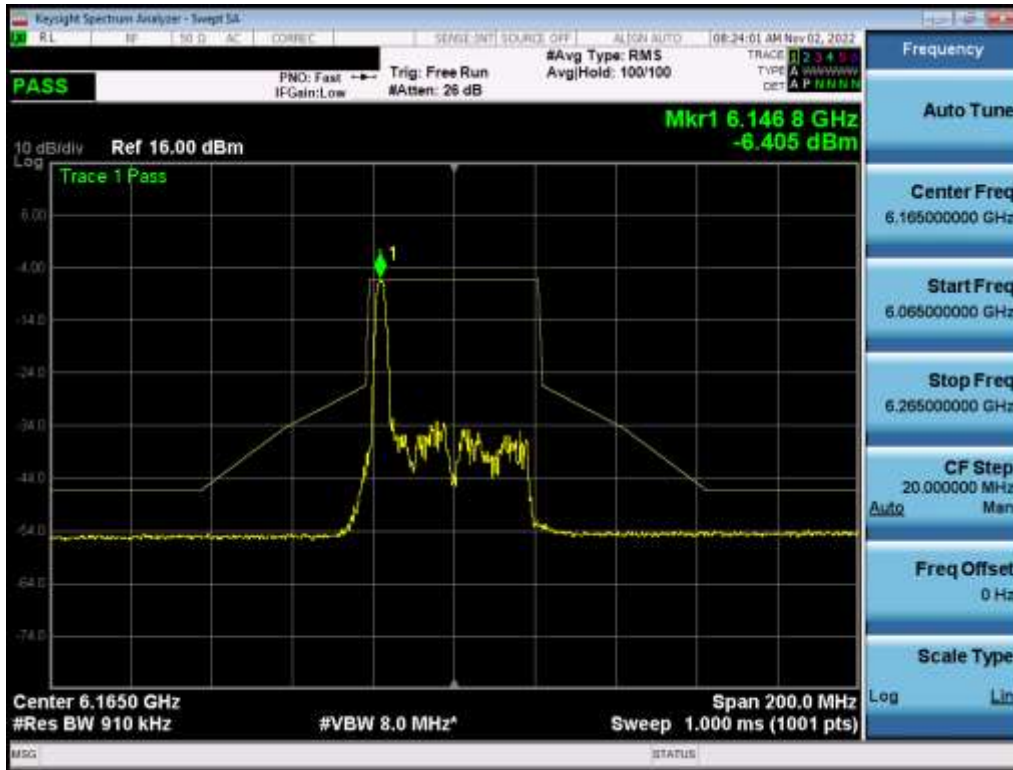 Keysight Spectrum Analyzer - Swept SA
RL RF 50 Ω AC CORREC SENSE:INT SOURCE OFF ALIGN AUTO 08:24:01 AM Nov 02, 2022
PASS
PNO: Fast
IFGain:Low
Trig: Free Run
#Atten: 26 dB
#Avg Type: RMS
Avg|Hold: 100/100
TRACE 1 2 3 4 5 6
TYPE A WWWWW
DET A P N N N N
Mkr1 6.146 8 GHz
-6.405 dBm
10 dB/div Ref 16.00 dBm
Log
Trace 1 Pass
1
6.00
-4.00
-14.0
-24.0
-34.0
-44.0
-54.0
-64.0
-74.0
Center 6.1650 GHz Span 200.0 MHz
#Res BW 910 kHz #VBW 8.0 MHz* Sweep 1.000 ms (1001 pts)
MSG STATUS
Frequency
Auto Tune
Center Freq
6.165000000 GHz
Start Freq
6.065000000 GHz
Stop Freq
6.265000000 GHz
CF Step
20.000000 MHz
Auto Man
Freq Offset
0 Hz
Scale Type
Log Lin